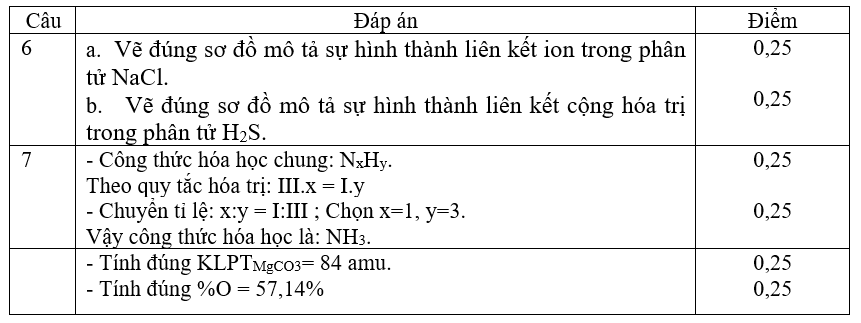 Câu Đáp án Điểm
6 a. Vẽ đúng sơ đồ mô tả sự hình thành liên kết ion trong phân 0,25
tử NaCl.
b. Vẽ đúng sơ đồ mô tả sự hình thành liên kết cộng hóa trị 0,25
trong phân tử H₂S.
7 - Công thức hóa học chung: NₓHᵧ. 0,25
Theo quy tắc hóa trị: III.x = I.y
- Chuyển tỉ lệ: x:y = I:III ; Chọn x=1, y=3. 0,25
Vậy công thức hóa học là: NH₃.
- Tính đúng KLPTMgCO3= 84 amu. 0,25
- Tính đúng %O = 57,14% 0,25